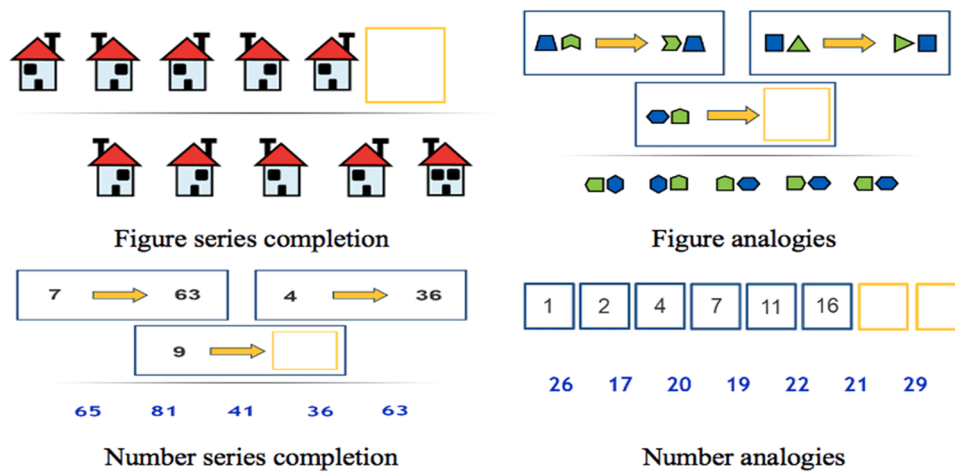 Figure series completion
Figure analogies
7 63
4 36
9
65 81 41 36 63
Number series completion
1 2 4 7 11 16
26 17 20 19 22 21 29
Number analogies